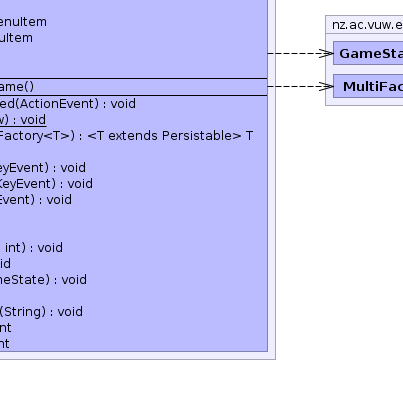 enuItem
uItem
ame()
ed(ActionEvent) : void
w) : void
Factory<T>) : <T extends Persistable> T
eyEvent) : void
KeyEvent) : void
Event) : void
int) : void
id
neState) : void
(String) : void
nt
nt
nz.ac.vuw.e
GameSta
MultiFac